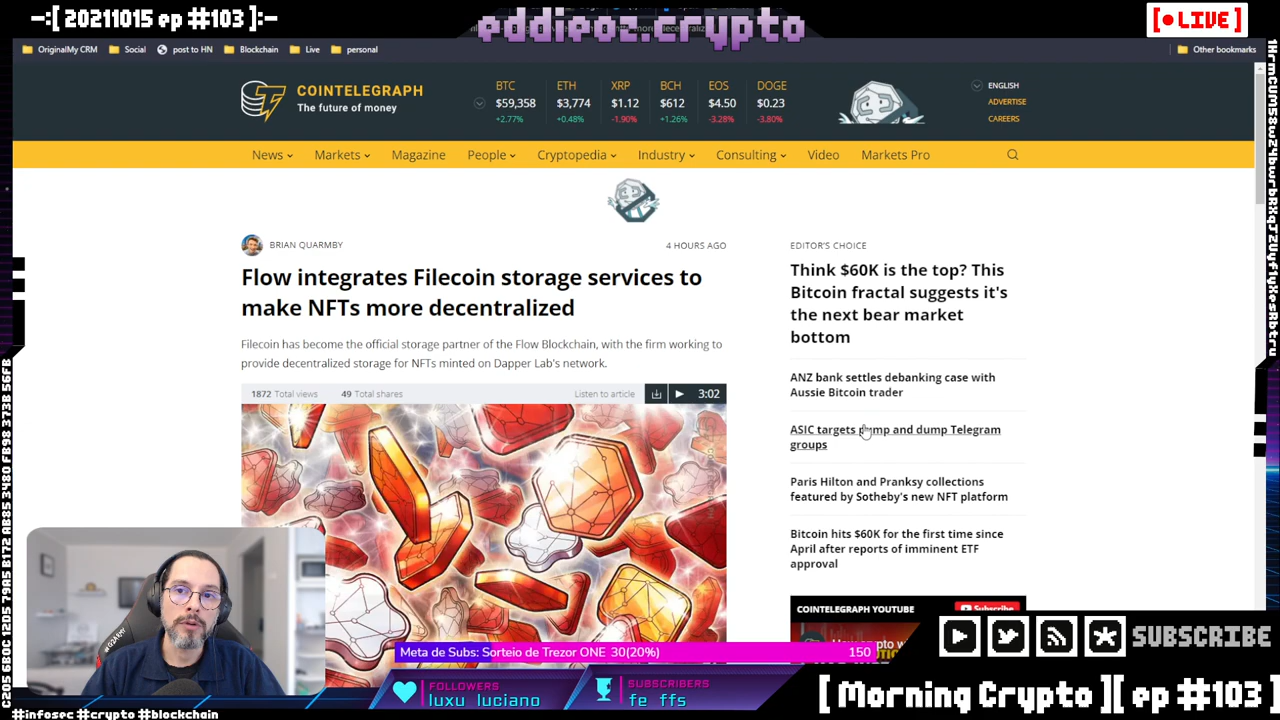 -:[ 20211015 ep #103 ]:-
eddieoz.crypto
[ LIVE ]
OriginalMy CRM
Social
post to HN
Blockchain
Live
personal
Other bookmarks
COINTELEGRAPH
The future of money
BTC
$59,358
+2.77%
ETH
$3,774
+0.48%
XRP
$1.12
-1.90%
BCH
$612
+1.26%
EOS
$4.50
-3.28%
DOGE
$0.23
-3.80%
ENGLISH
ADVERTISE
CAREERS
News
Markets
Magazine
People
Cryptopedia
Industry
Consulting
Video
Markets Pro
BRIAN QUARMBY
4 HOURS AGO
Flow integrates Filecoin storage services to
make NFTs more decentralized
Filecoin has become the official storage partner of the Flow Blockchain, with the firm working to
provide decentralized storage for NFTs minted on Dapper Lab's network.
1872 Total views
49 Total shares
Listen to article
3:02
EDITOR'S CHOICE
Think $60K is the top? This
Bitcoin fractal suggests it's
the next bear market
bottom
ANZ bank settles debanking case with
Aussie Bitcoin trader
ASIC targets pump and dump Telegram
groups
Paris Hilton and Pranksy collections
featured by Sotheby's new NFT platform
Bitcoin hits $60K for the first time since
April after reports of imminent ETF
approval
COINTELEGRAPH YOUTUBE
Subscribe
Meta de Subs: Sorteio de Trezor ONE 30(20%)
150
FOLLOWERS
luxu luciano
SUBSCRIBERS
fe ffs
SUBSCRIBE
[ Morning Crypto ][ ep #103 ]
#infosec #crypto #blockchain